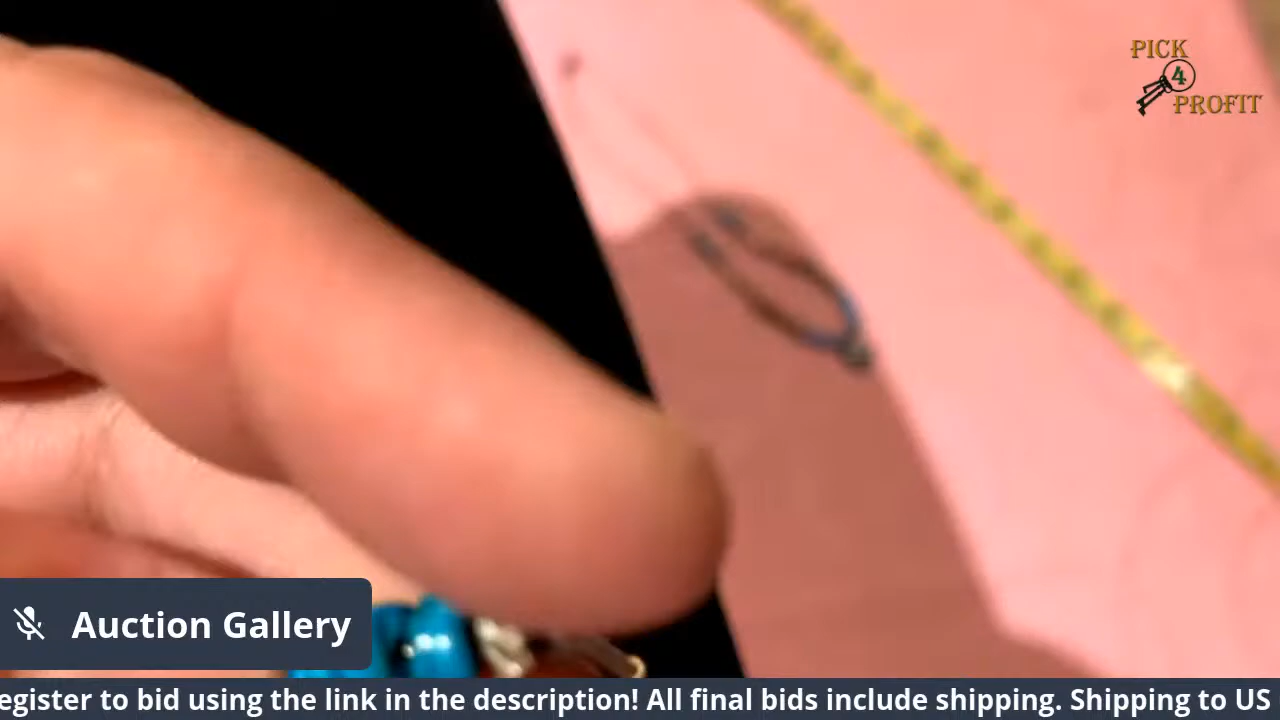 PICK
4
PROFIT
Auction Gallery
egister to bid using the link in the description! All final bids include shipping. Shipping to US